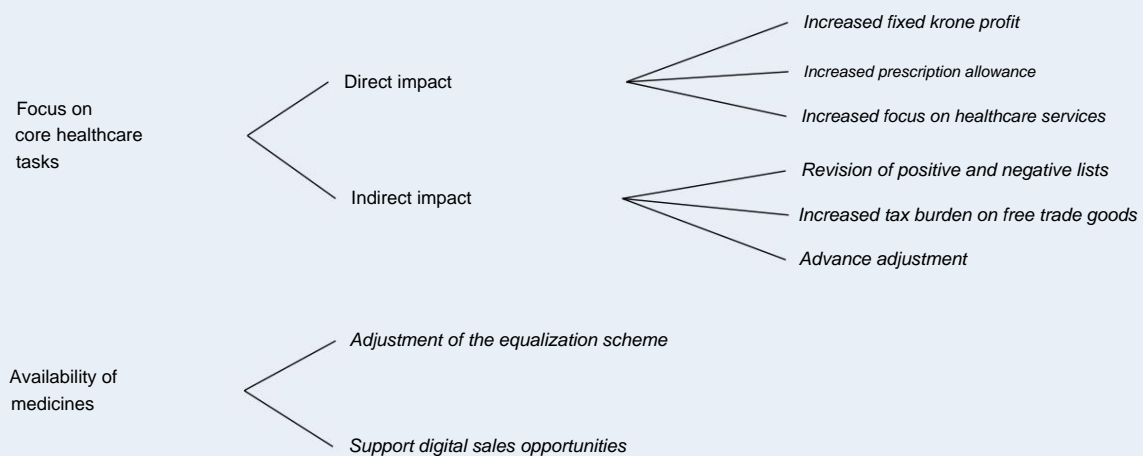 Focus on
core healthcare
tasks
Direct impact
Increased fixed krone profit
Increased prescription allowance
Increased focus on healthcare services
Indirect impact
Revision of positive and negative lists
Increased tax burden on free trade goods
Advance adjustment
Availability of
medicines
Adjustment of the equalization scheme
Support digital sales opportunities